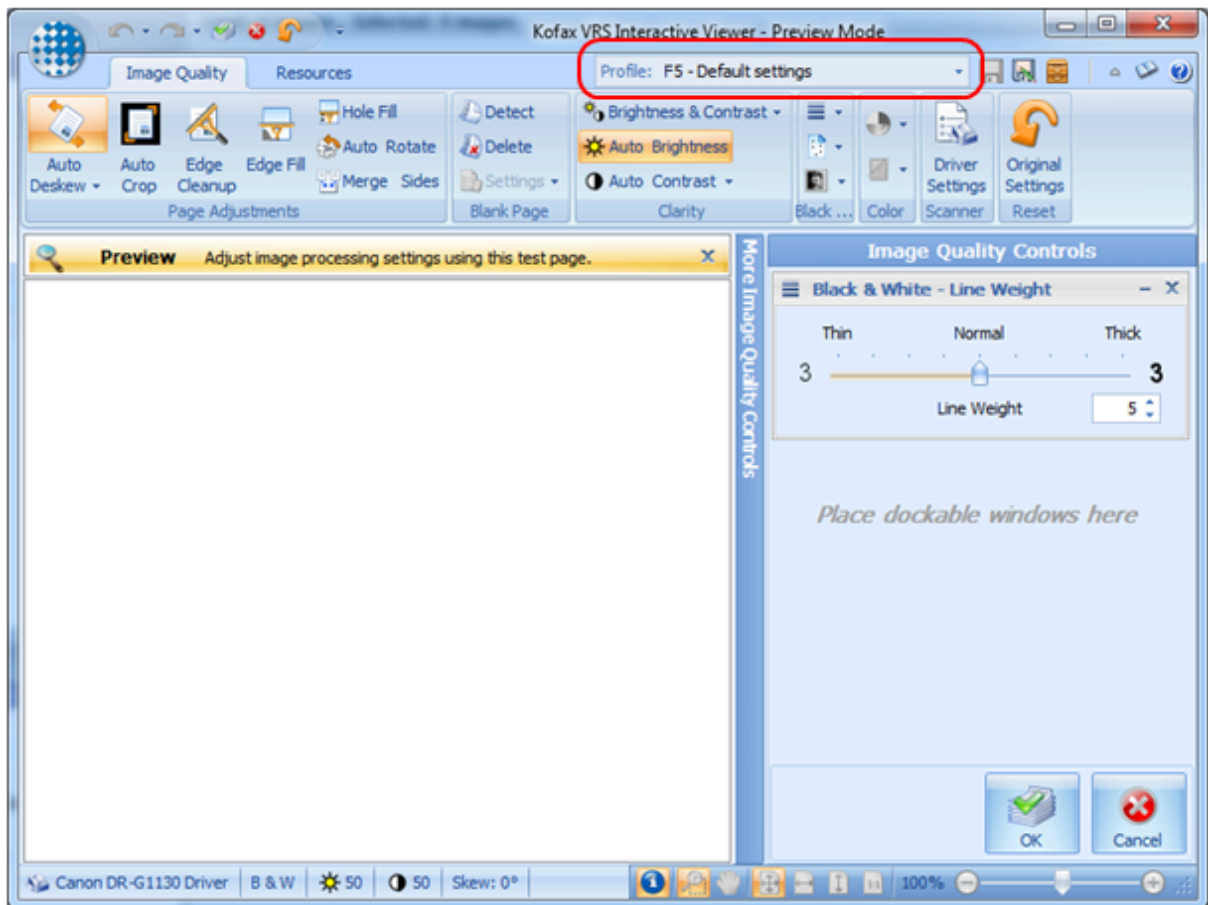 Kofax VRS Interactive Viewer - Preview Mode
Image Quality Resources Profile: F5 - Default settings
Auto Deskew
Auto Crop
Edge Cleanup
Edge Fill
Hole Fill
Auto Rotate
Merge Sides
Page Adjustments
Detect
Delete
Settings
Blank Page
Brightness & Contrast
Auto Brightness
Auto Contrast
Clarity
Black ...
Color
Driver Settings
Scanner
Original Settings
Reset
Preview Adjust image processing settings using this test page.
More Image Quality Controls
Image Quality Controls
Black & White - Line Weight
Thin Normal Thick
3 3
Line Weight 5
Place dockable windows here
OK
Cancel
Canon DR-G1130 Driver B & W 50 50 Skew: 0° 100%